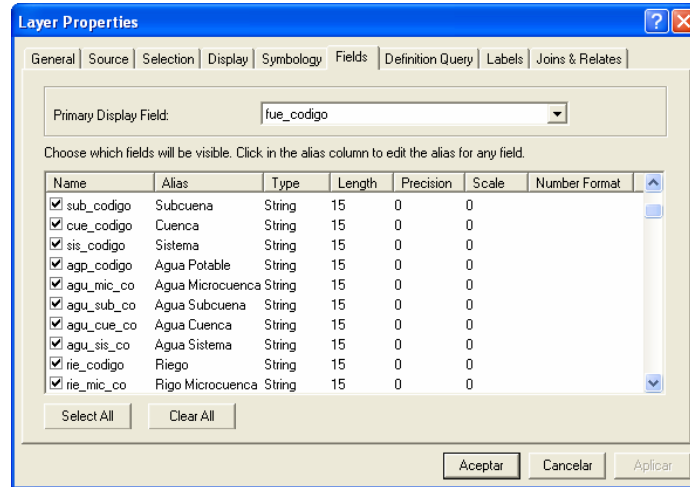 Layer Properties
General Source Selection Display Symbology Fields Definition Query Labels Joins & Relates
Primary Display Field: fue_codigo
Choose which fields will be visible. Click in the alias column to edit the alias for any field.
Name Alias Type Length Precision Scale Number Format
sub_codigo Subcuena String 15 0 0
cue_codigo Cuenca String 15 0 0
sis_codigo Sistema String 15 0 0
agp_codigo Agua Potable String 15 0 0
agu_mic_co Agua Microcuenca String 15 0 0
agu_sub_co Agua Subcuena String 15 0 0
agu_cue_co Agua Cuenca String 15 0 0
agu_sis_co Agua Sistema String 15 0 0
rie_codigo Riego String 15 0 0
rie_mic_co Rigo Microcuenca String 15 0 0
Select All Clear All
Aceptar Cancelar Aplicar